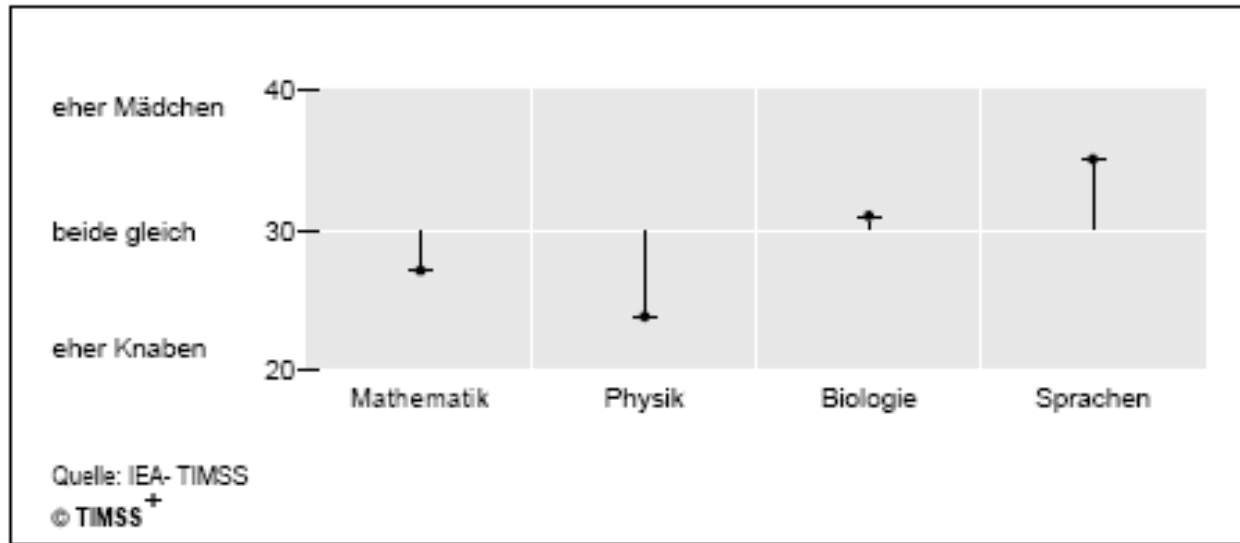 eher Mädchen 40
beide gleich 30
eher Knaben 20
Mathematik Physik Biologie Sprachen
Quelle: IEA- TIMSS
© TIMSS+